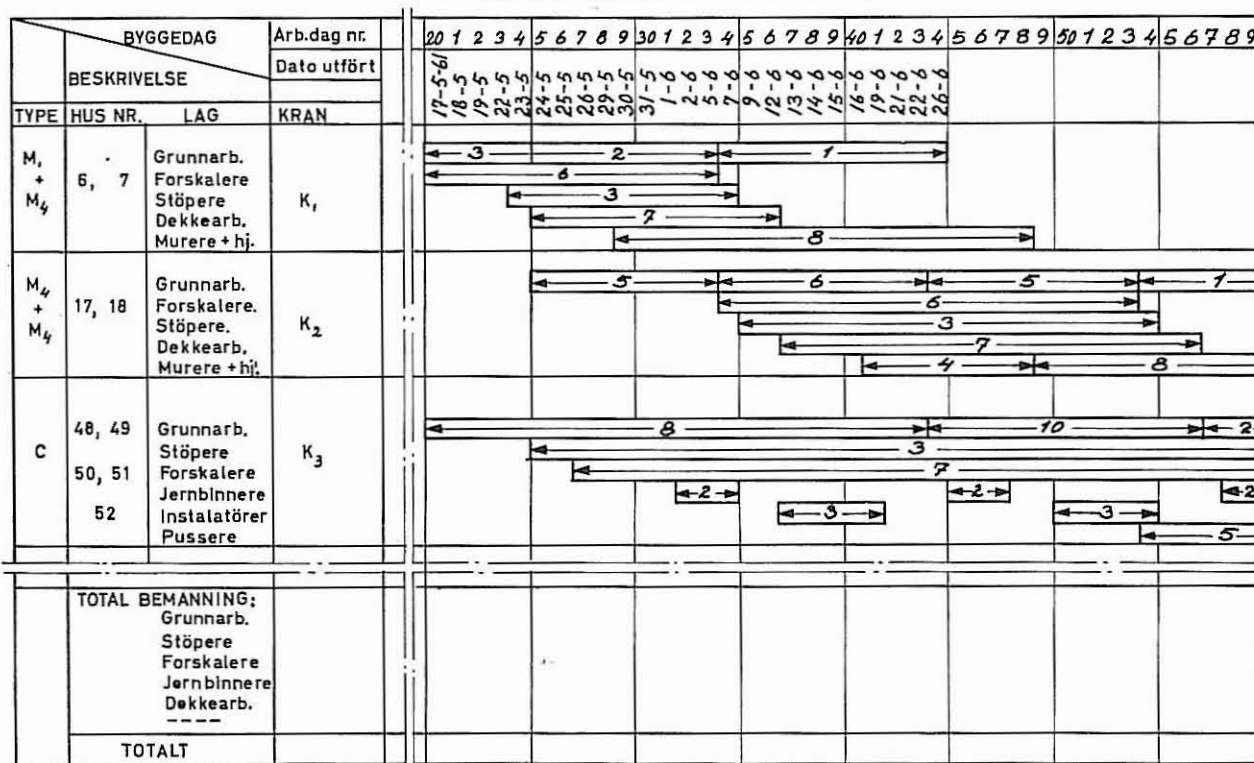 BYGGEDAG Arb.dag nr. 20 1 2 3 4 5 6 7 8 9 30 1 2 3 4 5 6 7 8 9 40 1 2 3 4 5 6 7 8 9 50 1 2 3 4 5 6 7 8 9
BESKRIVELSE Dato utfört 17-5-61 18-5 19-5 22-5 23-5 24-5 25-5 26-5 29-5 30-5 31-5 1-6 2-6 5-6 7-6 9-6 12-6 13-6 14-6 15-6 16-6 19-6 21-6 22-6 26-6
TYPE HUS NR. LAG KRAN
M₁ + M₄ 6, 7 K₁
Grunnarb. 3 2 1
Forskalere 6
Stöpere 3
Dekkearb. 7
Murere + hj. 8
M₄ + M₄ 17, 18 K₂
Grunnarb. 5 6 5 1
Forskalere. 6
Stöpere. 3
Dekkearb. 7
Murere + hj. 4 8
C K₃
48, 49 Grunnarb. 8 10 2
Stöpere 3
50, 51 Forskalere 7
Jernbinnere 2 2 2
52 Instalatörer 3 3
Pussere 5
TOTAL BEMANNING:
Grunnarb.
Stöpere
Forskalere
Jernbinnere
Dekkearb.
----
TOTALT